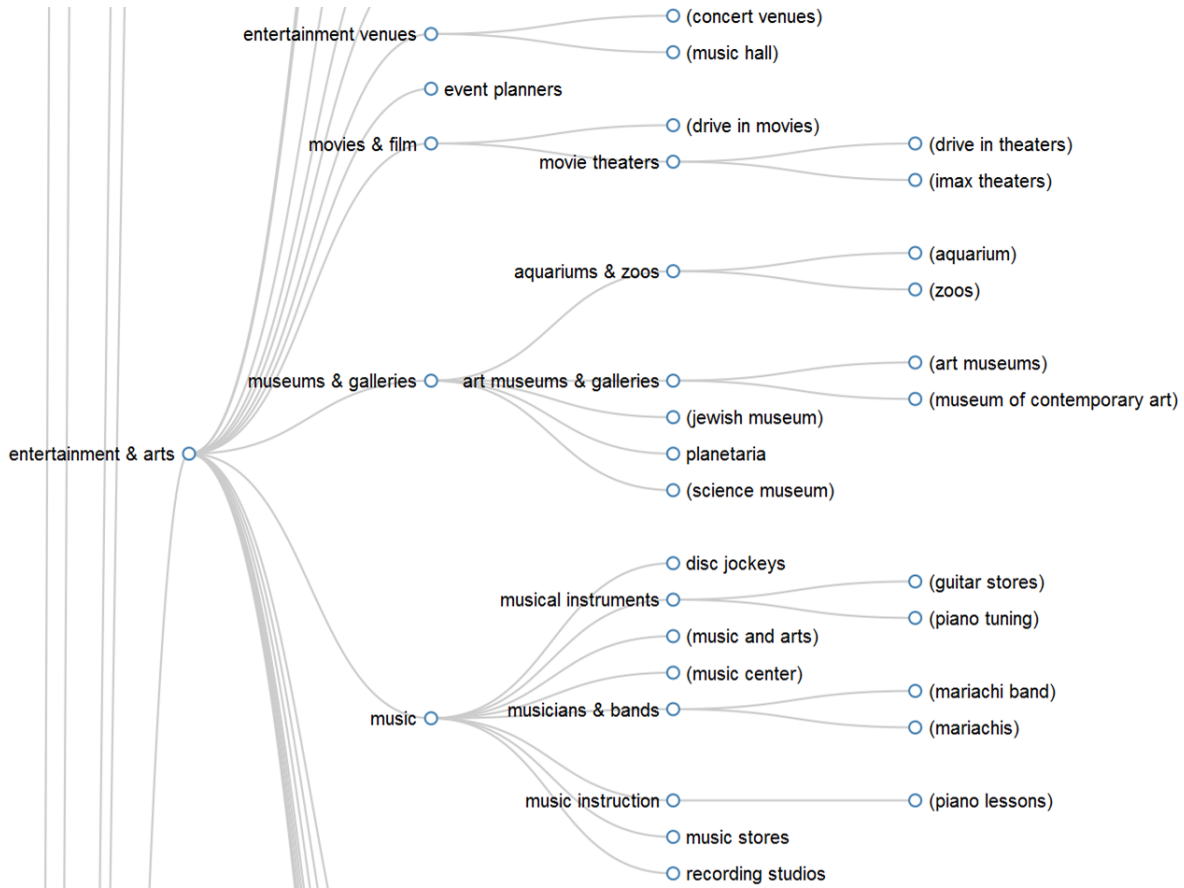 (concert venues)
entertainment venues
(music hall)
event planners
(drive in movies)
movies & film
(drive in theaters)
movie theaters
(imax theaters)
(aquarium)
aquariums & zoos
(zoos)
(art museums)
museums & galleries
art museums & galleries
(museum of contemporary art)
(jewish museum)
entertainment & arts
planetaria
(science museum)
disc jockeys
(guitar stores)
musical instruments
(piano tuning)
(music and arts)
(music center)
(mariachi band)
musicians & bands
music
(mariachis)
music instruction
(piano lessons)
music stores
recording studios